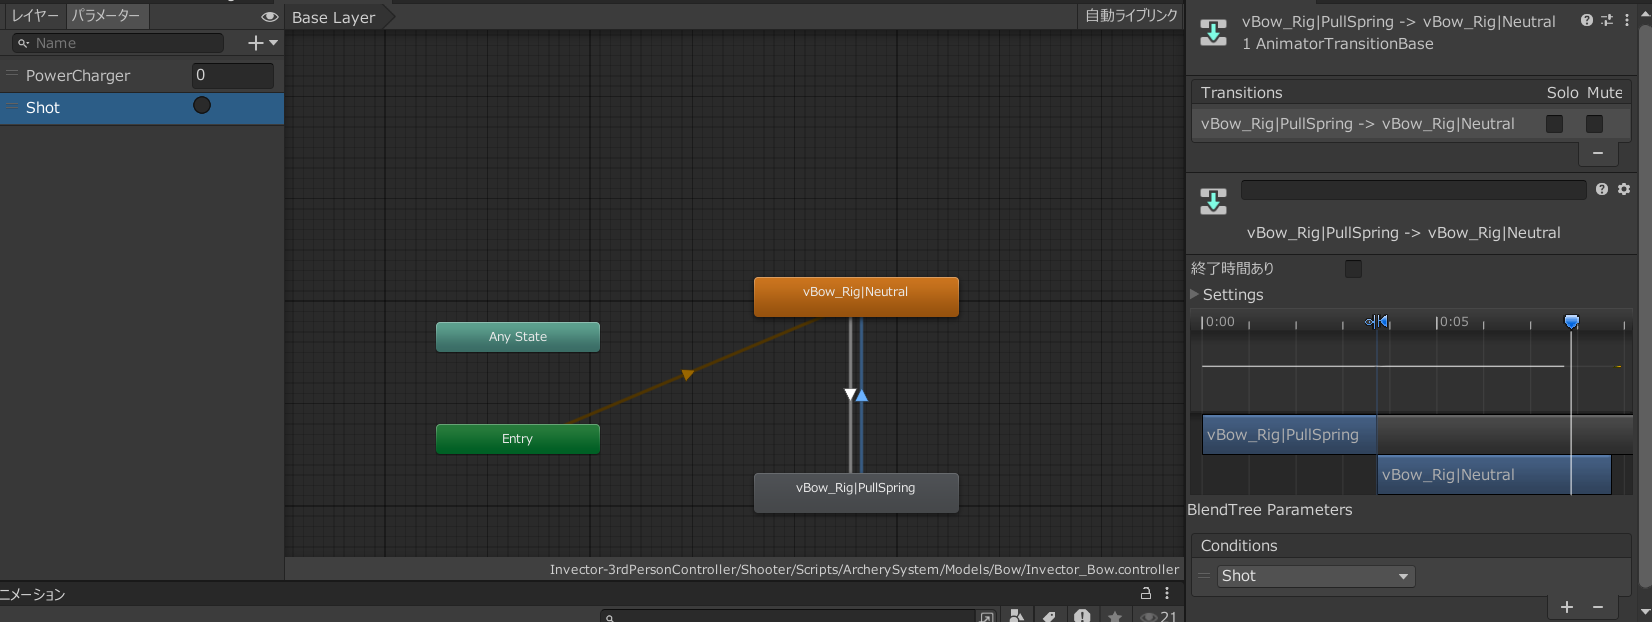 レイヤー パラメーター
Name
PowerCharger 0
Shot
Base Layer
自動ライブリンク
vBow_Rig|Neutral
Any State
Entry
vBow_Rig|PullSpring
Invector-3rdPersonController/Shooter/Scripts/ArcherySystem/Models/Bow/Invector_Bow.controller
ニメーション
21
vBow_Rig|PullSpring -> vBow_Rig|Neutral
1 AnimatorTransitionBase
Transitions Solo Mute
vBow_Rig|PullSpring -> vBow_Rig|Neutral
vBow_Rig|PullSpring -> vBow_Rig|Neutral
終了時間あり
Settings
0:00 0:05
vBow_Rig|PullSpring
vBow_Rig|Neutral
BlendTree Parameters
Conditions
Shot